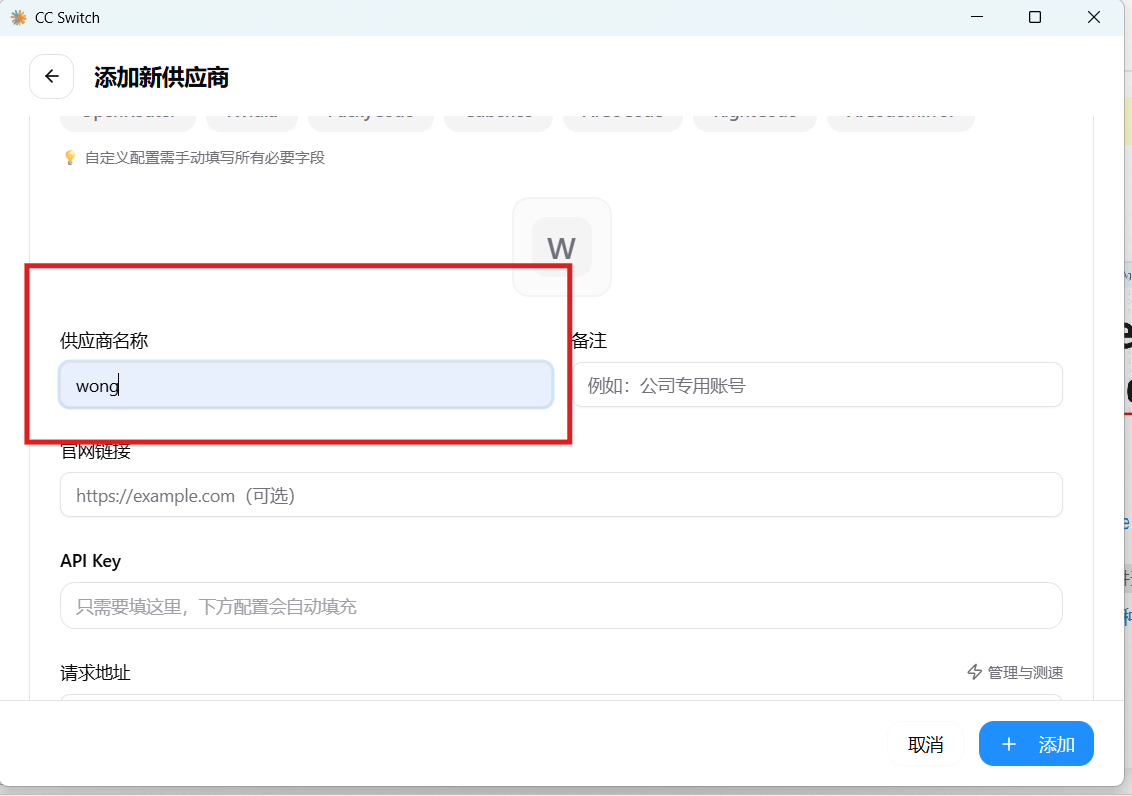 CC Switch
添加新供应商
自定义配置需手动填写所有必要字段
W
供应商名称
备注
wong
例如：公司专用账号
官网链接
https://example.com（可选）
API Key
只需要填这里，下方配置会自动填充
请求地址
管理与测速
取消
+ 添加